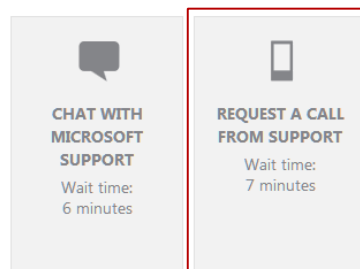 CHAT WITH
MICROSOFT
SUPPORT
Wait time:
6 minutes
REQUEST A CALL
FROM SUPPORT
Wait time:
7 minutes